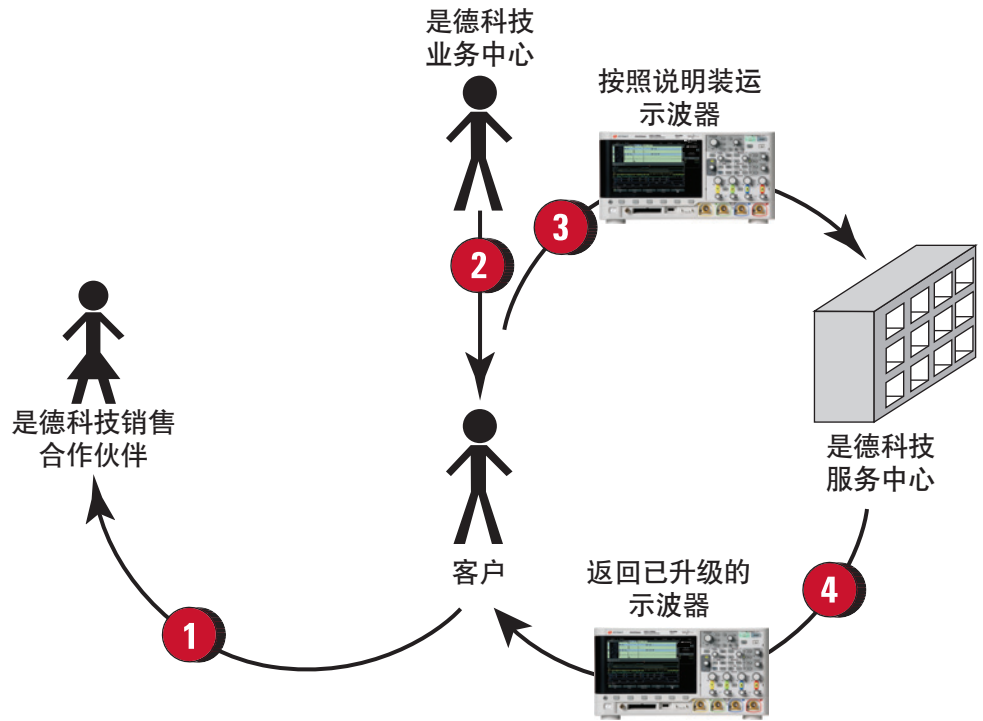 是德科技
业务中心
按照说明装运
示波器
3
2
是德科技销售
合作伙伴
是德科技
服务中心
客户
返回已升级的
示波器
4
1